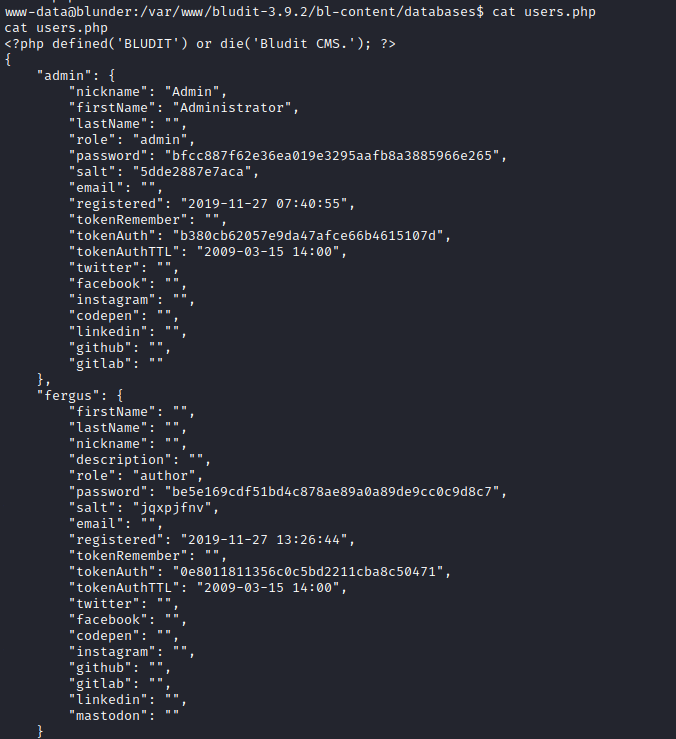 www-data@blunder:/var/www/bludit-3.9.2/bl-content/databases$ cat users.php
cat users.php
<?php defined('BLUDIT') or die('Bludit CMS.'); ?>
{
    "admin": {
        "nickname": "Admin",
        "firstName": "Administrator",
        "lastName": "",
        "role": "admin",
        "password": "bfcc887f62e36ea019e3295aafb8a3885966e265",
        "salt": "5dde2887e7aca",
        "email": "",
        "registered": "2019-11-27 07:40:55",
        "tokenRemember": "",
        "tokenAuth": "b380cb62057e9da47afce66b4615107d",
        "tokenAuthTTL": "2009-03-15 14:00",
        "twitter": "",
        "facebook": "",
        "instagram": "",
        "codepen": "",
        "linkedin": "",
        "github": "",
        "gitlab": ""
    },
    "fergus": {
        "firstName": "",
        "lastName": "",
        "nickname": "",
        "description": "",
        "role": "author",
        "password": "be5e169cdf51bd4c878ae89a0a89de9cc0c9d8c7",
        "salt": "jqxpjfnv",
        "email": "",
        "registered": "2019-11-27 13:26:44",
        "tokenRemember": "",
        "tokenAuth": "0e8011811356c0c5bd2211cba8c50471",
        "tokenAuthTTL": "2009-03-15 14:00",
        "twitter": "",
        "facebook": "",
        "codepen": "",
        "instagram": "",
        "github": "",
        "gitlab": "",
        "linkedin": "",
        "mastodon": ""
    }